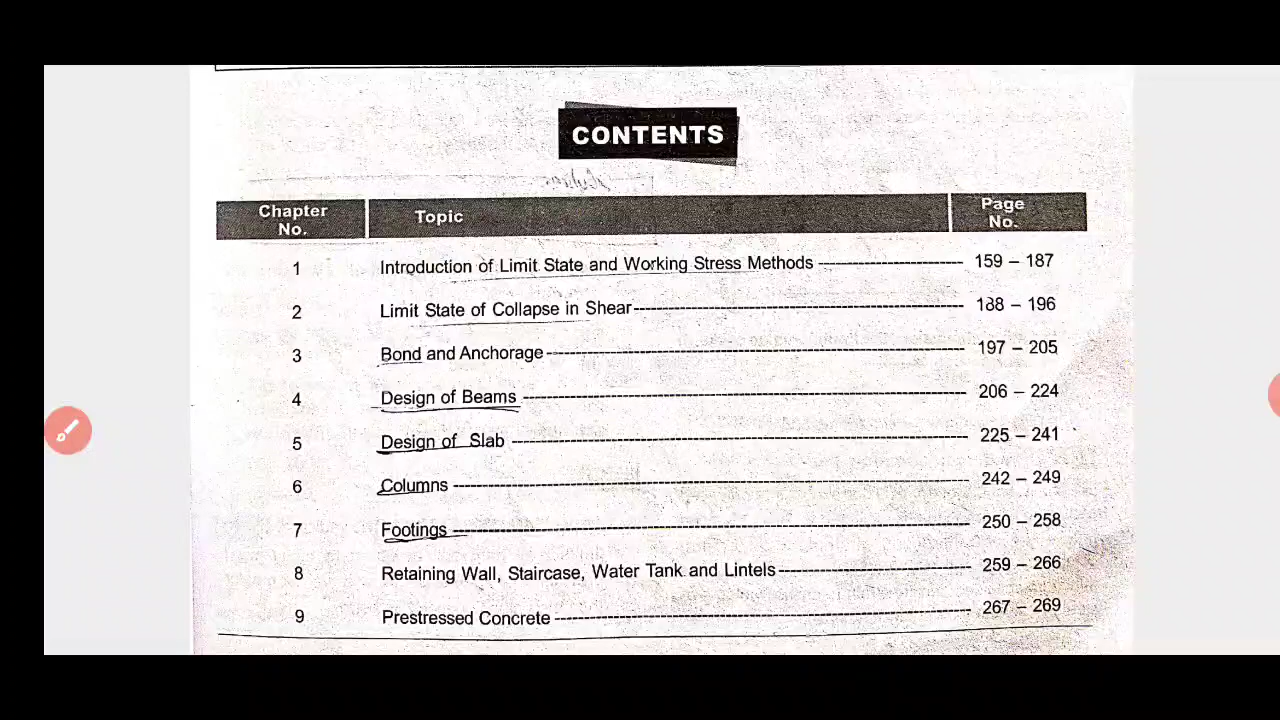 CONTENTS
Chapter No. Topic Page No.
1 Introduction of Limit State and Working Stress Methods 159 – 187
2 Limit State of Collapse in Shear 188 – 196
3 Bond and Anchorage 197 – 205
4 Design of Beams 206 – 224
5 Design of Slab 225 – 241
6 Columns 242 – 249
7 Footings 250 – 258
8 Retaining Wall, Staircase, Water Tank and Lintels 259 – 266
9 Prestressed Concrete 267 – 269